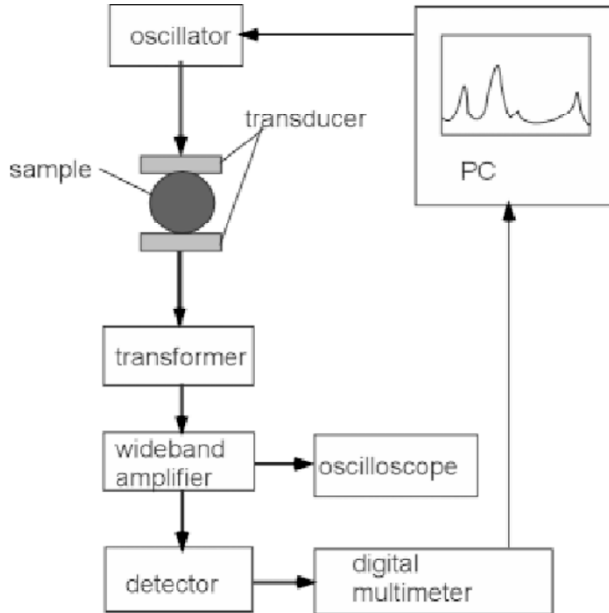 oscillator
transducer
sample
PC
transformer
wideband
amplifier
oscilloscope
detector
digital
multimeter